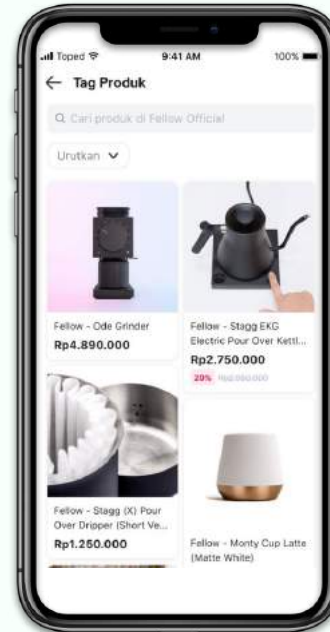 Toped
9:41 AM
100%
Tag Produk
Cari produk di Fellow Official
Urutkan
Fellow - Ode Grinder
Rp4.890.000
Fellow - Stagg EKG
Electric Pour Over Kettl...
Rp2.750.000
20%
Fellow - Stagg (X) Pour
Over Dripper (Short Ve...
Rp1.250.000
Fellow - Monty Cup Latte
(Matte White)